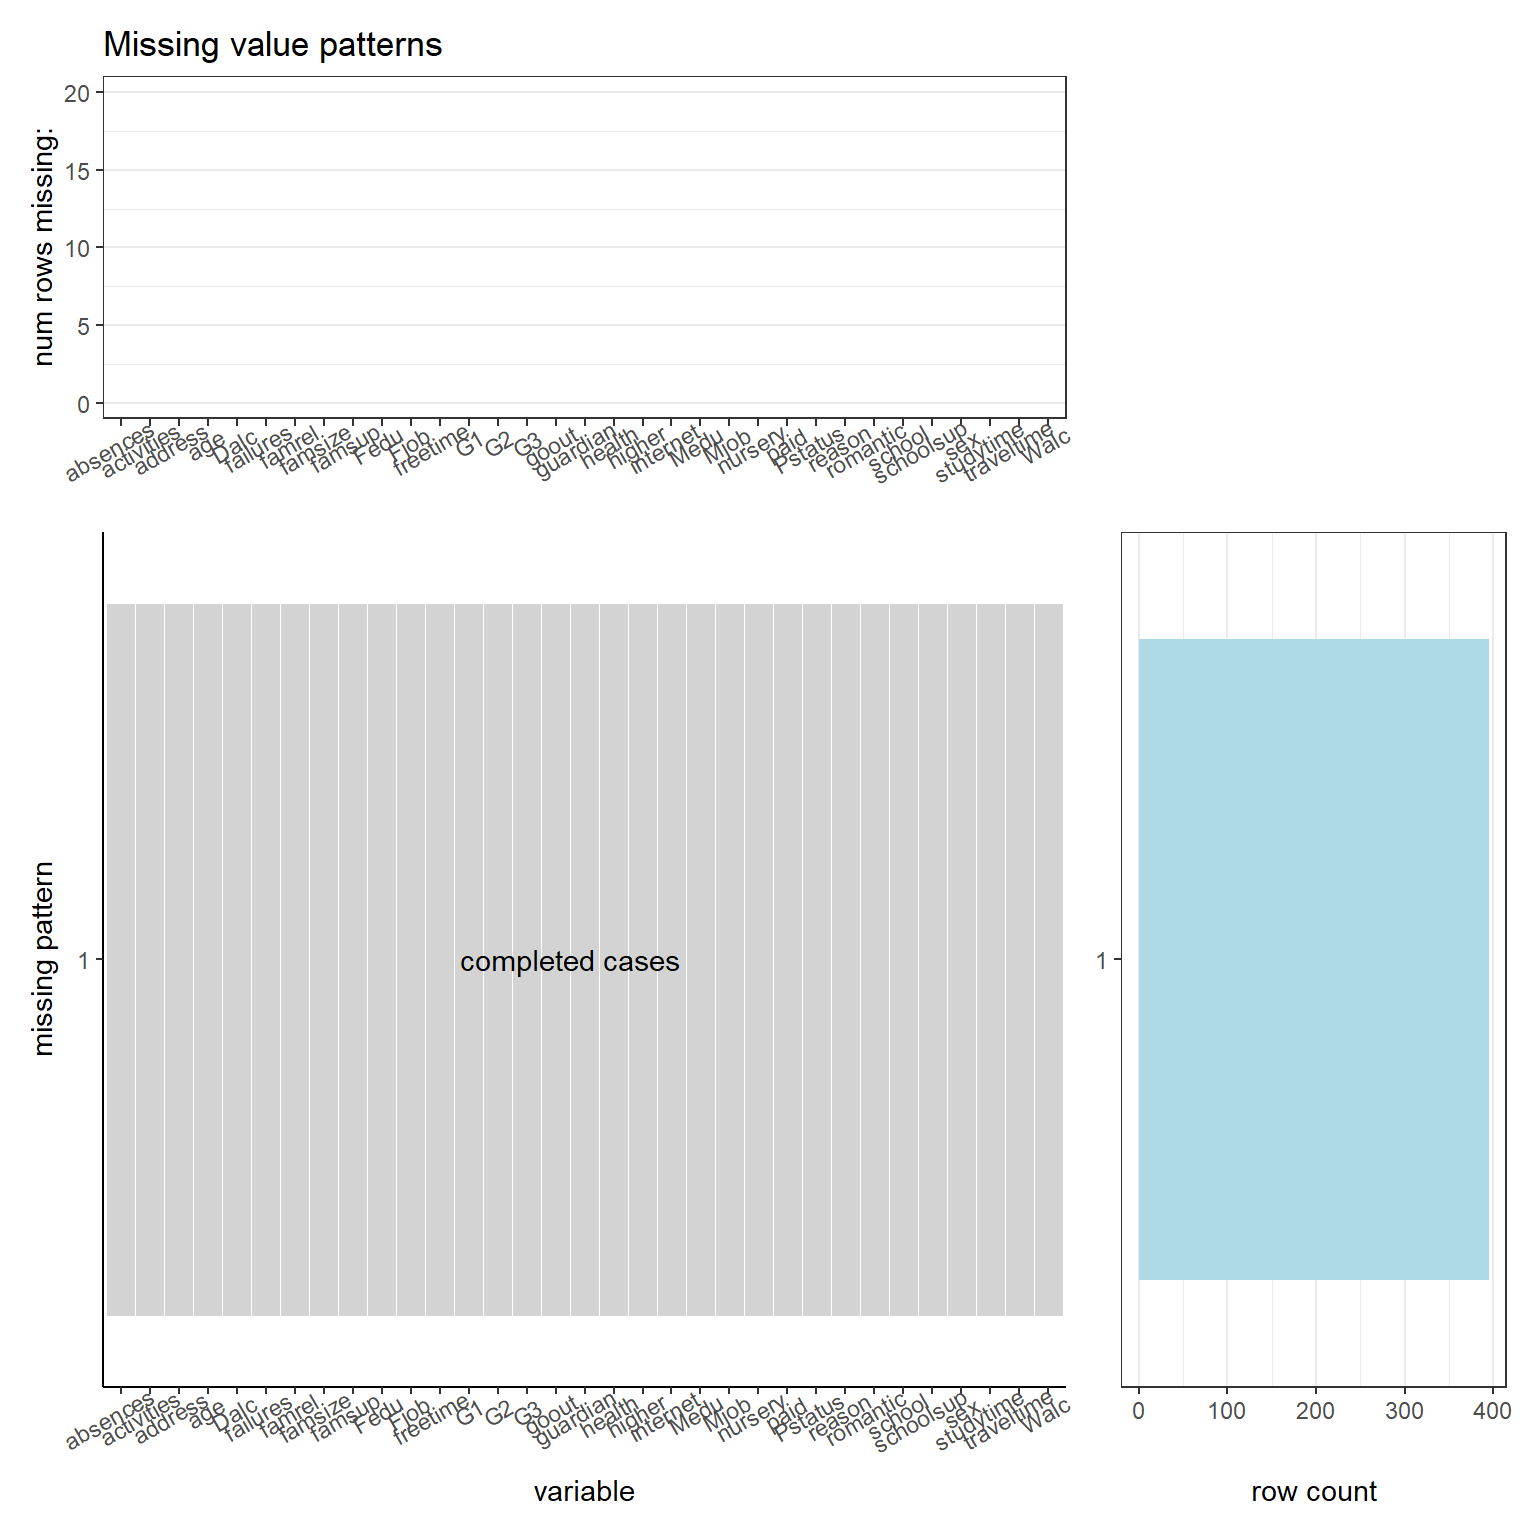 Missing value patterns
num rows missing:
20
15
10
5
0
absences
activities
address
age
Dalc
failures
famrel
famsize
famsup
Fedu
Fjob
freetime
G1
G2
G3
goout
guardian
health
higher
internet
Medu
Mjob
nursery
paid
Pstatus
reason
romantic
school
schoolsup
sex
studytime
traveltime
Walc
missing pattern
1
completed cases
absences
activities
address
age
Dalc
failures
famrel
famsize
famsup
Fedu
Fjob
freetime
G1
G2
G3
goout
guardian
health
higher
internet
Medu
Mjob
nursery
paid
Pstatus
reason
romantic
school
schoolsup
sex
studytime
traveltime
Walc
variable
1
0 100 200 300 400
row count